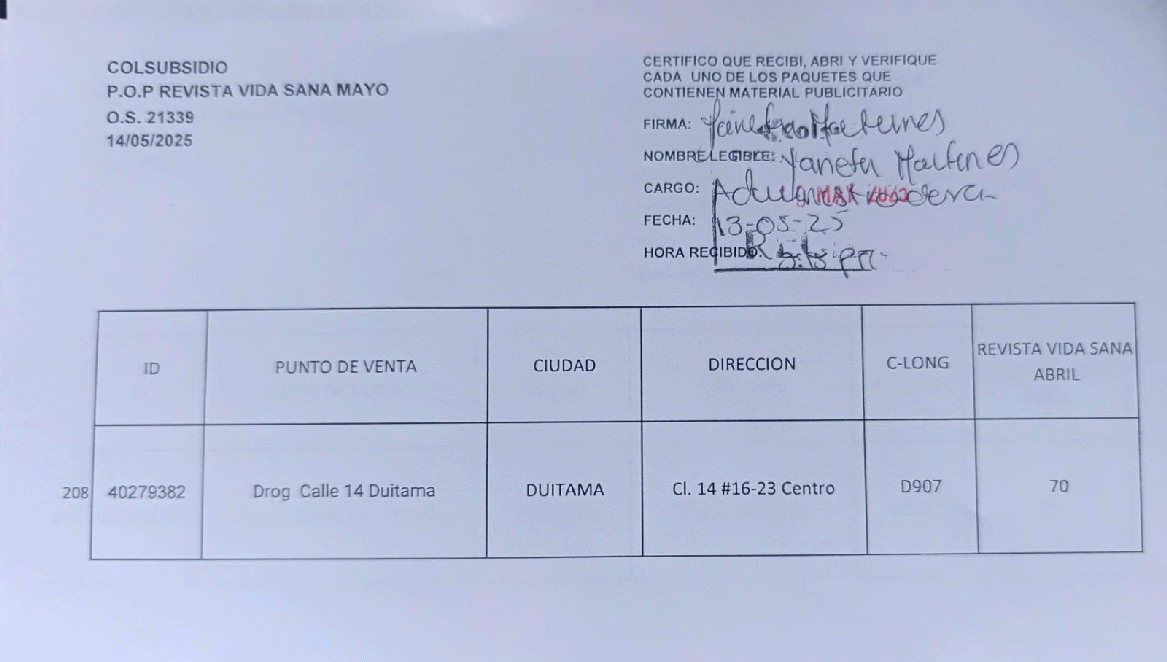 COLSUBSIDIO
P.O.P REVISTA VIDA SANA MAYO
O.S. 21339
14/05/2025
CERTIFICO QUE RECIBI, ABRI Y VERIFIQUE
CADA UNO DE LOS PAQUETES QUE
CONTIENEN MATERIAL PUBLICITARIO
FIRMA:
NOMBRE LEGIBLE: Yaneth Martines
CARGO:
FECHA: 13-05-25
HORA RECIBIDO:
ID PUNTO DE VENTA CIUDAD DIRECCION C-LONG REVISTA VIDA SANA
ABRIL
208 40279382 Drog Calle 14 Duitama DUITAMA Cl. 14 #16-23 Centro D907 70